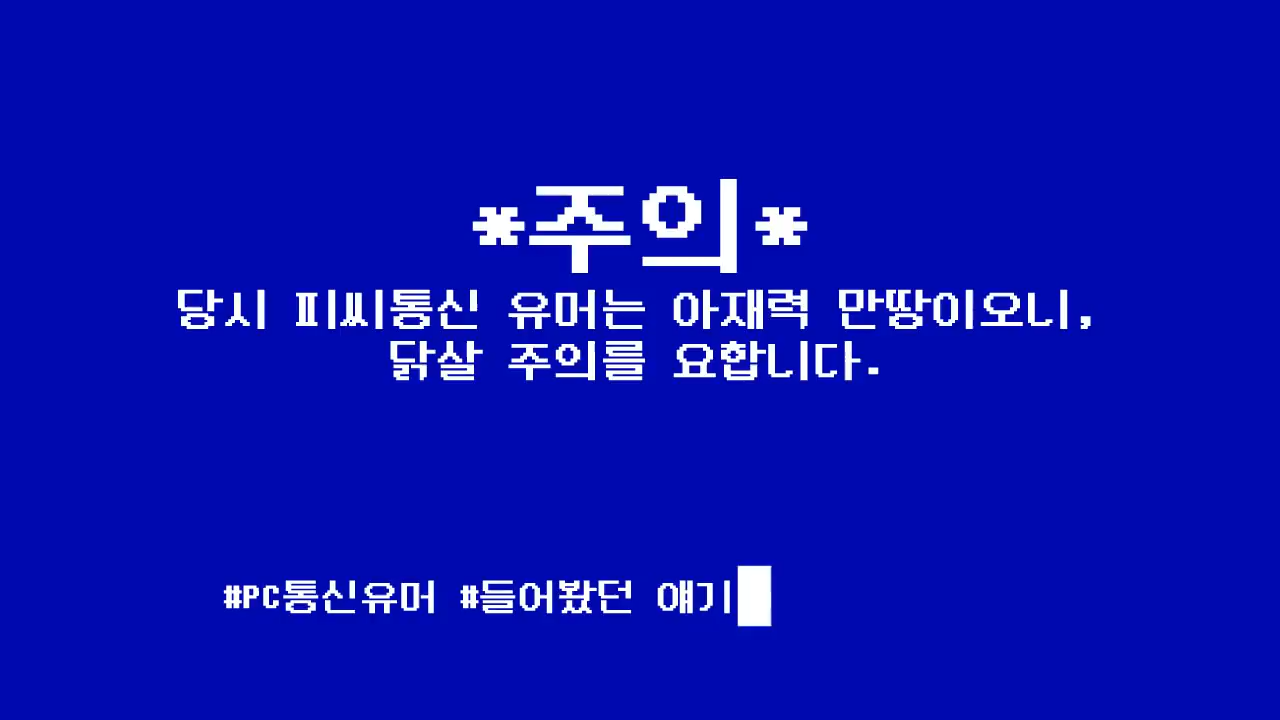 *주의*
당시 피씨통신 유머는 아재력 만땅이오니,
닭살 주의를 요합니다.
#PC통신유머 #들어봤던 얘기